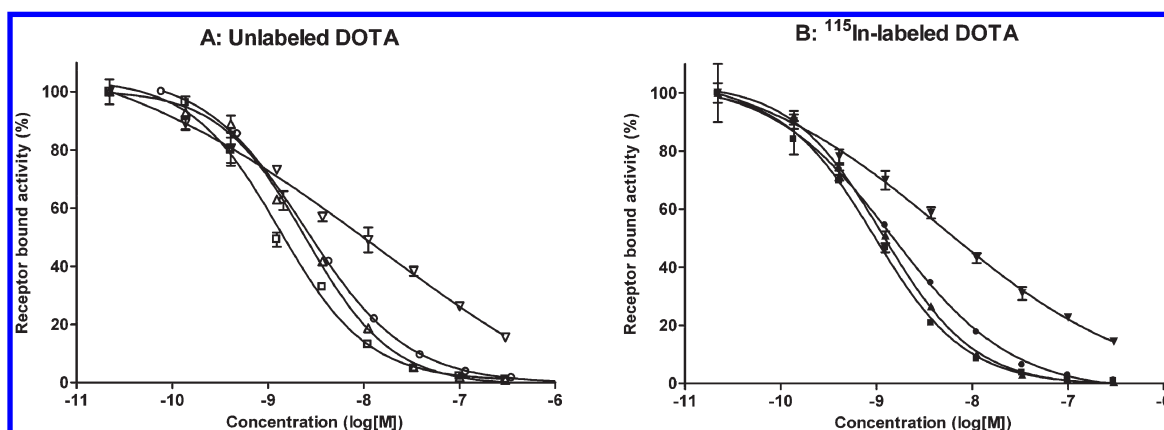 A: Unlabeled DOTA
Receptor bound activity (%)
100
80
60
40
20
0
-11 -10 -9 -8 -7 -6
Concentration (log[M])
B: ¹¹⁵In-labeled DOTA
Receptor bound activity (%)
100
80
60
40
20
0
-11 -10 -9 -8 -7 -6
Concentration (log[M])